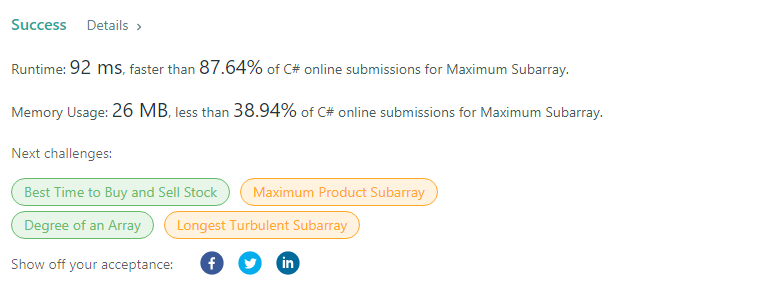 Success Details >
Runtime: 92 ms, faster than 87.64% of C# online submissions for Maximum Subarray.
Memory Usage: 26 MB, less than 38.94% of C# online submissions for Maximum Subarray.
Next challenges:
Best Time to Buy and Sell Stock Maximum Product Subarray
Degree of an Array Longest Turbulent Subarray
Show off your acceptance: f in